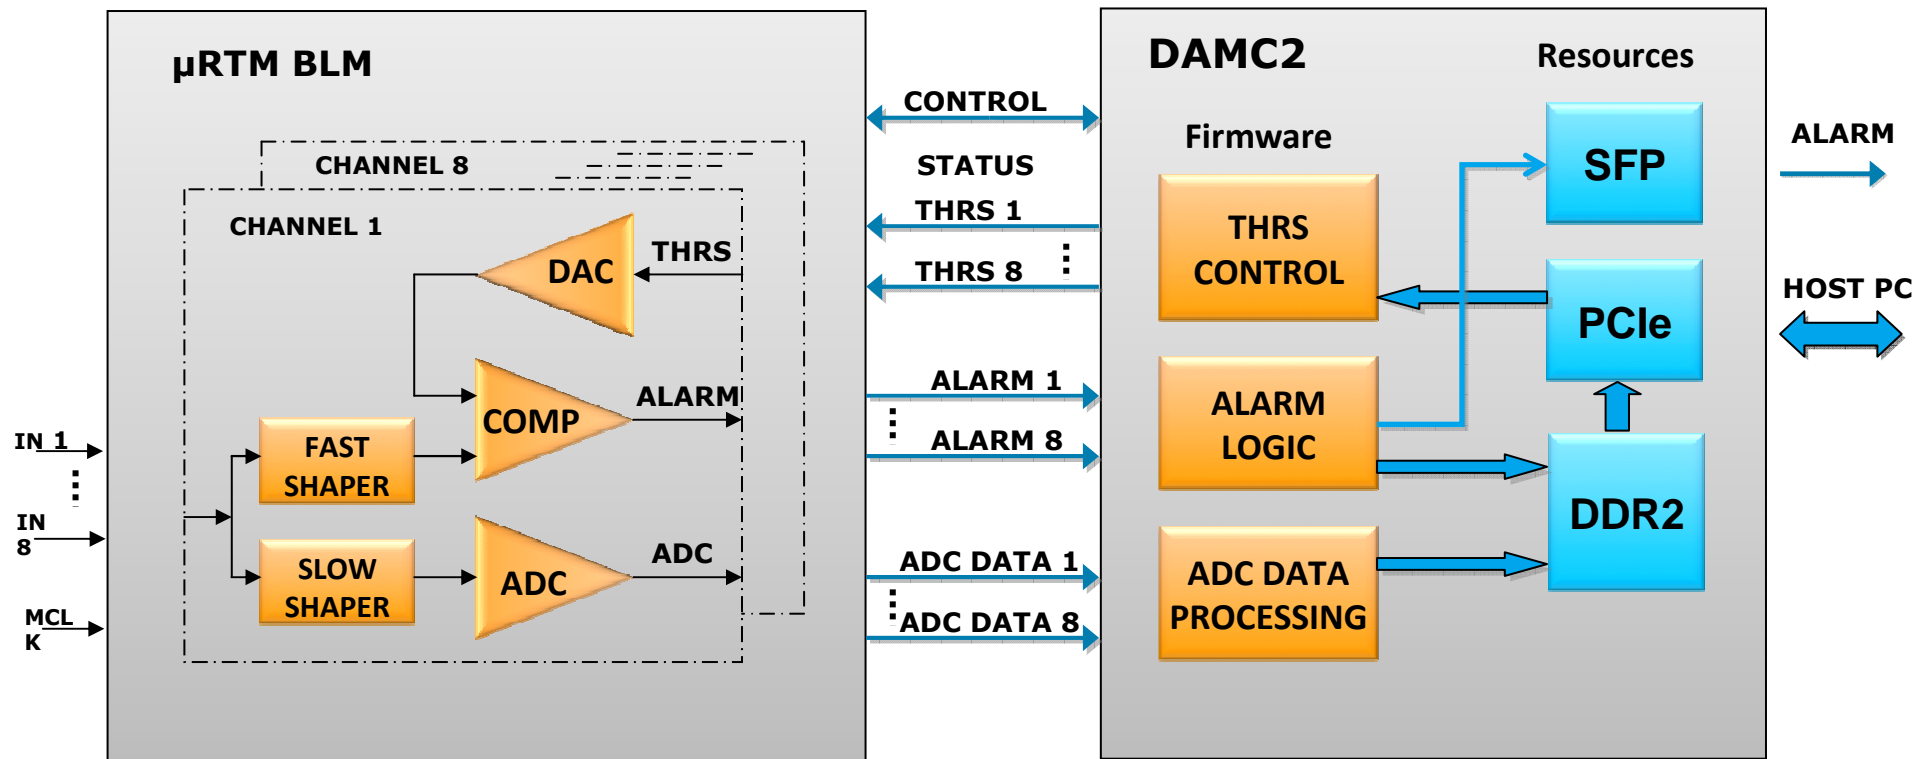 µRTM BLM
CHANNEL 8
CHANNEL 1
DAC
THRS
COMP
ALARM
FAST
SHAPER
SLOW
SHAPER
ADC
ADC
IN 1
IN
8
MCL
K
CONTROL
STATUS
THRS 1
THRS 8
ALARM 1
ALARM 8
ADC DATA 1
ADC DATA 8
DAMC2
Resources
Firmware
THRS
CONTROL
ALARM
LOGIC
ADC DATA
PROCESSING
SFP
PCIe
DDR2
ALARM
HOST PC